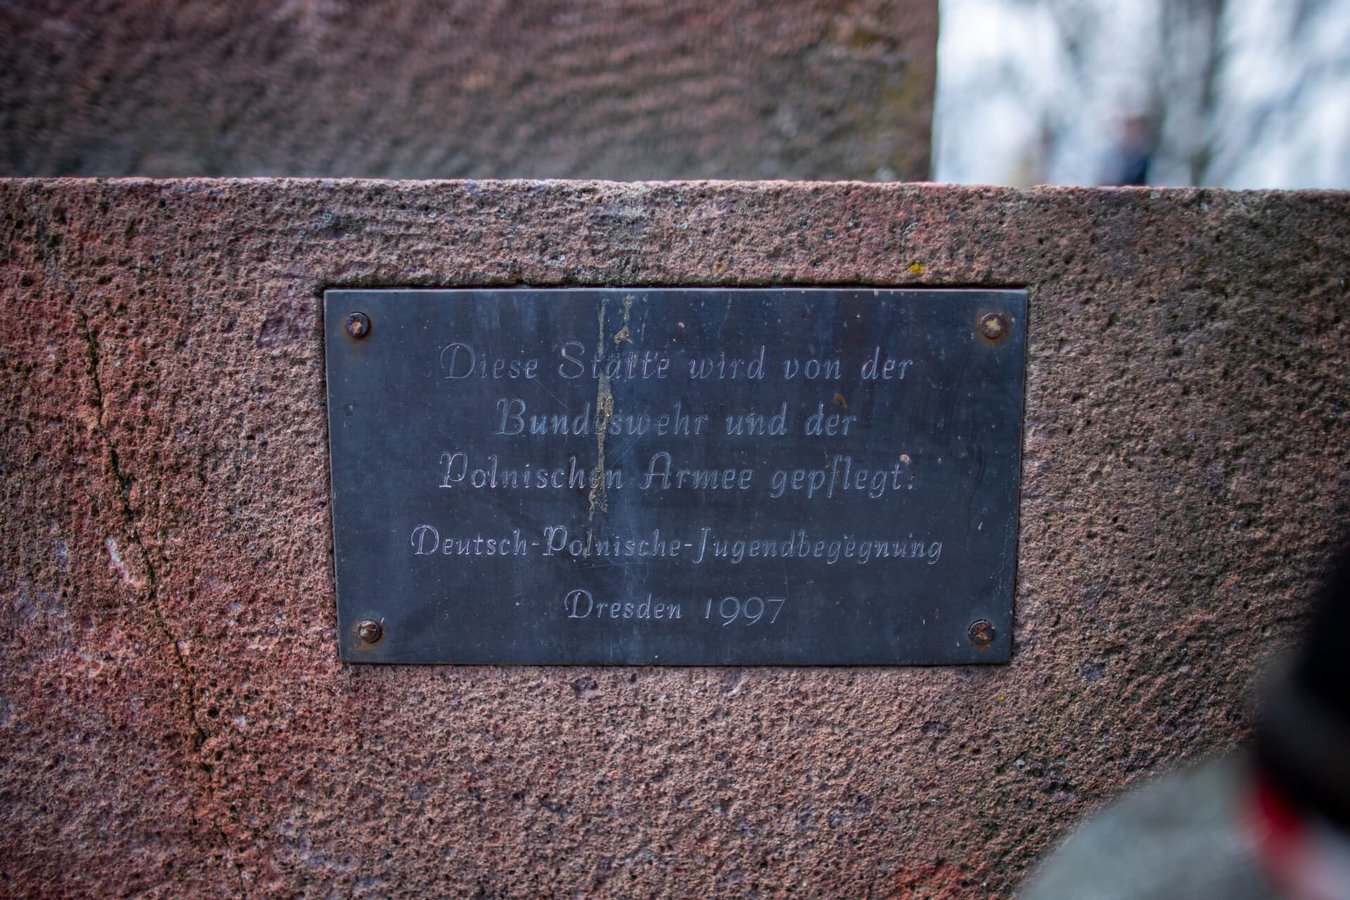 Diese Stätte wird von der
Bundeswehr und der
Polnischen Armee gepflegt.
Deutsch-Polnische-Jugendbegegnung
Dresden 1997